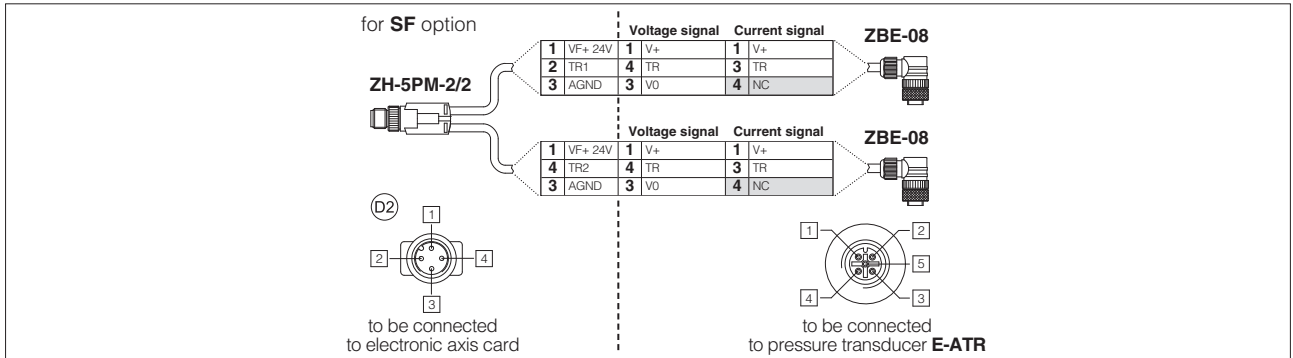 for SF option
Voltage signal Current signal
ZBE-08
1 VF+ 24V 1 V+ 1 V+
2 TR1 4 TR 3 TR
3 AGND 3 V0 4 NC
ZH-5PM-2/2
Voltage signal Current signal
ZBE-08
1 VF+ 24V 1 V+ 1 V+
4 TR2 4 TR 3 TR
3 AGND 3 V0 4 NC
D2
1
2 4
3
1 2
5
4 3
to be connected
to electronic axis card
to be connected
to pressure transducer E-ATR